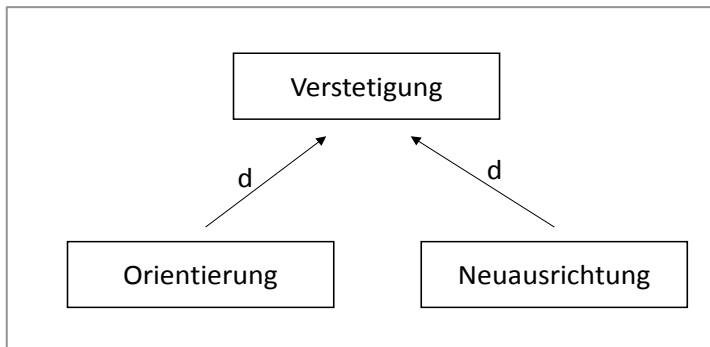 Verstetigung
d
d
Orientierung
Neuausrichtung